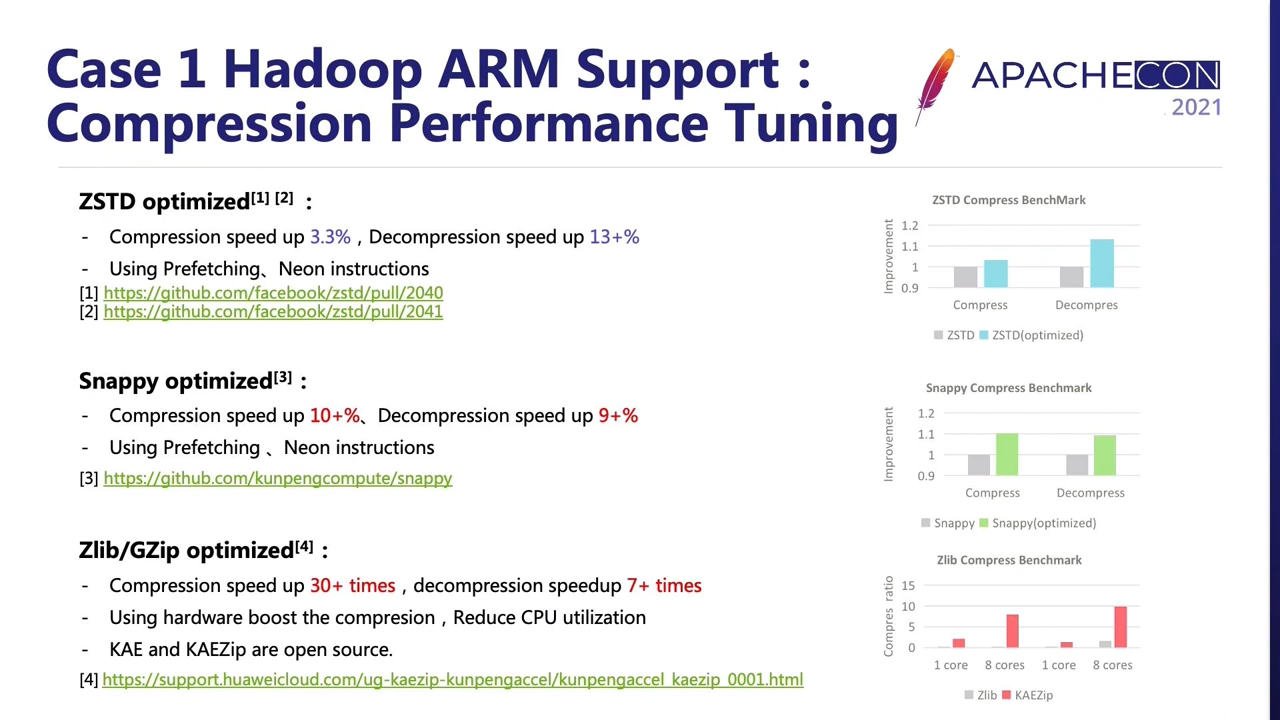 Case 1 Hadoop ARM Support :
Compression Performance Tuning
APACHECON
2021
ZSTD optimized[1] [2] :
- Compression speed up 3.3% , Decompression speed up 13+%
- Using Prefetching、Neon instructions
[1] https://github.com/facebook/zstd/pull/2040
[2] https://github.com/facebook/zstd/pull/2041
Snappy optimized[3] :
- Compression speed up 10+%、Decompression speed up 9+%
- Using Prefetching 、Neon instructions
[3] https://github.com/kunpengcompute/snappy
Zlib/GZip optimized[4] :
- Compression speed up 30+ times , decompression speedup 7+ times
- Using hardware boost the compresion , Reduce CPU utilization
- KAE and KAEZip are open source.
[4] https://support.huaweicloud.com/ug-kaezip-kunpengaccel/kunpengaccel_kaezip_0001.html
ZSTD Compress BenchMark
Improvement
1.2
1.1
1
0.9
Compress Decompres
ZSTD ZSTD(optimized)
Snappy Compress Benchmark
Improvement
1.2
1.1
1
0.9
Compress Decompress
Snappy Snappy(optimized)
Zlib Compress Benchmark
Compres ratio
15
10
5
0
1 core 8 cores 1 core 8 cores
Zlib KAEZip